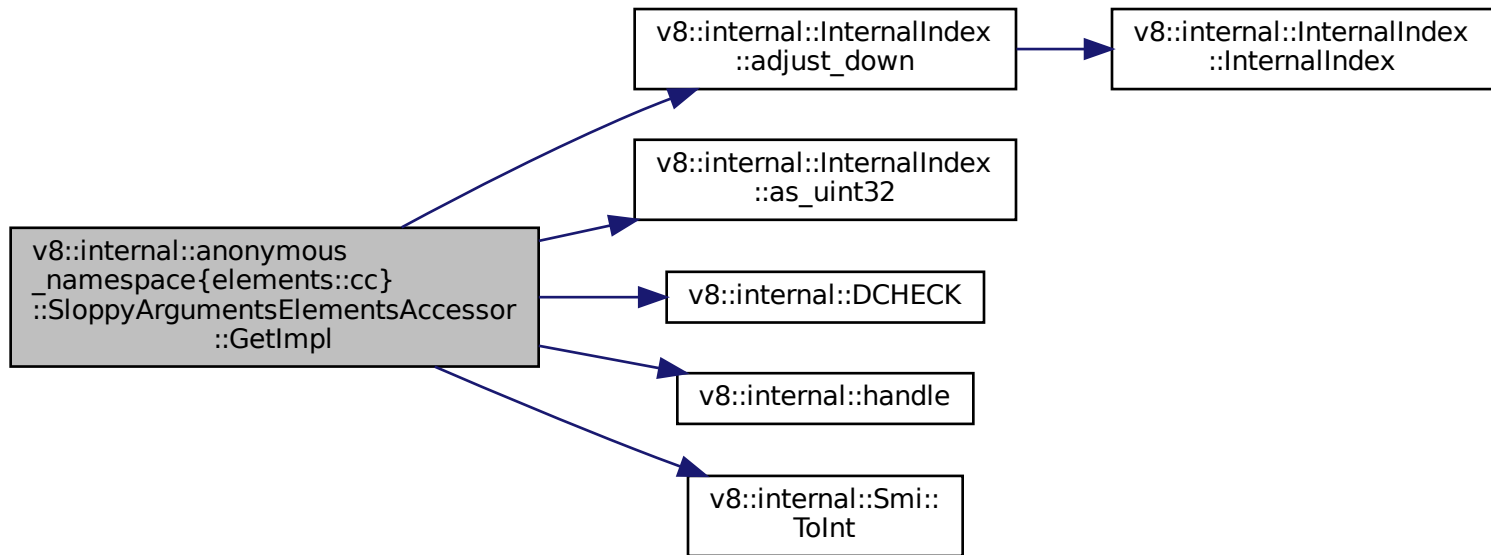 v8::internal::InternalIndex
::adjust_down
v8::internal::InternalIndex
::InternalIndex
v8::internal::InternalIndex
::as_uint32
v8::internal::anonymous
_namespace{elements::cc}
::SloppyArgumentsElementsAccessor
::GetImpl
v8::internal::DCHECK
v8::internal::handle
v8::internal::Smi::
ToInt